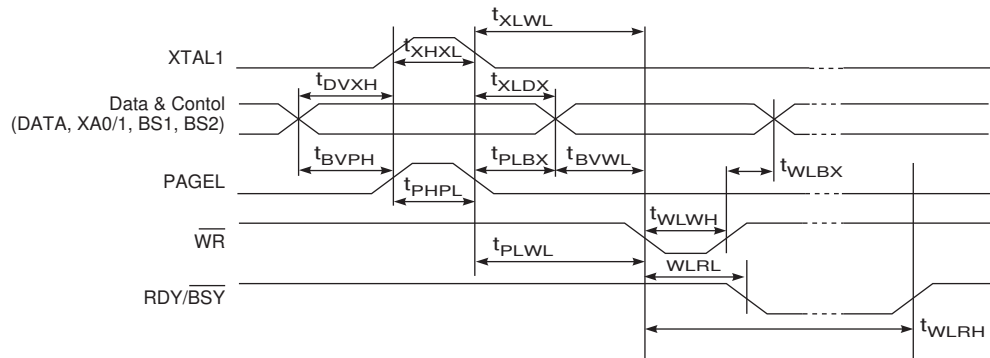 tXLWL
XTAL1
tXHXL
tDVXH
tXLDX
Data & Contol
(DATA, XA0/1, BS1, BS2)
tBVPH
tPLBX
tBVWL
tWLBX
PAGEL
tPHPL
tWLWH
WR
tPLWL
WLRL
RDY/BSY
tWLRH